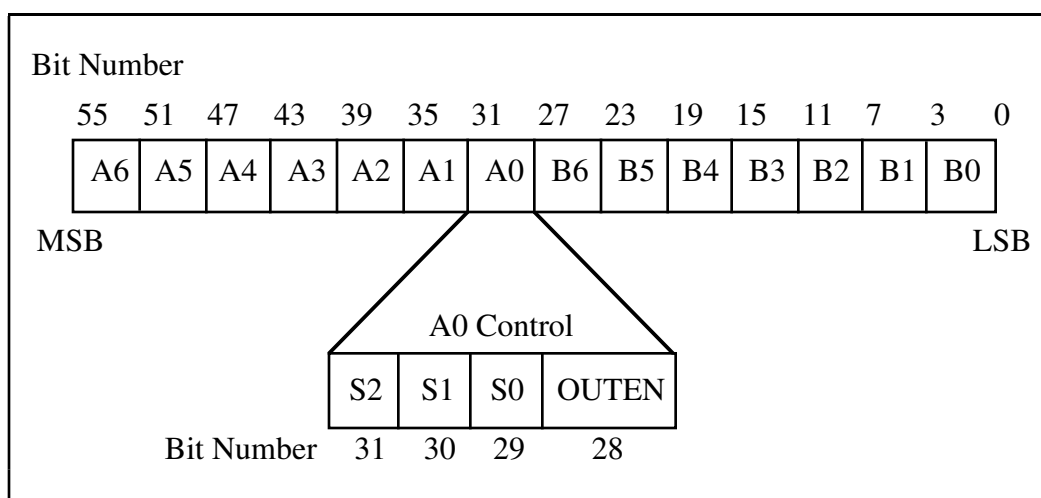 Bit Number
55 51 47 43 39 35 31 27 23 19 15 11 7 3 0
A6 A5 A4 A3 A2 A1 A0 B6 B5 B4 B3 B2 B1 B0
MSB LSB
A0 Control
S2 S1 S0 OUTEN
Bit Number 31 30 29 28